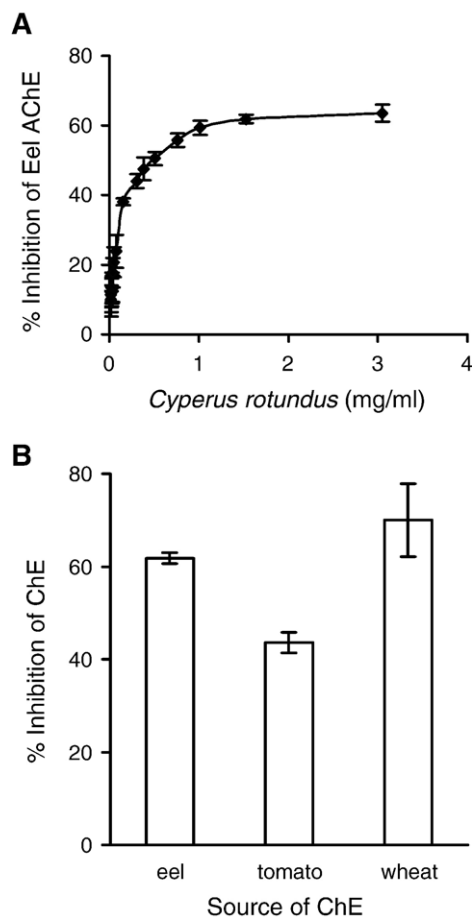 A
80
60
40
20
0
% Inhibition of Eel AChE
0 1 2 3 4
Cyperus rotundus (mg/ml)
B
80
60
40
20
0
% Inhibition of ChE
eel tomato wheat
Source of ChE